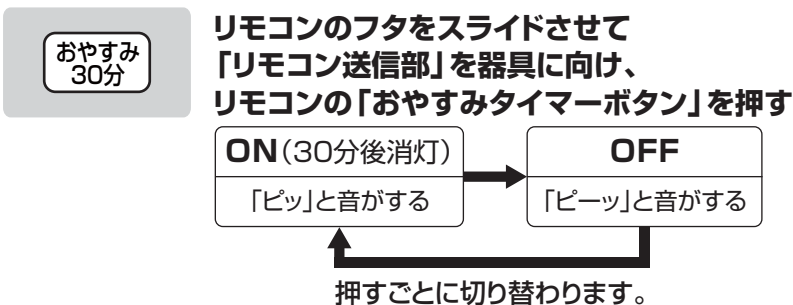 おやすみ
30分
リモコンのフタをスライドさせて
「リモコン送信部」を器具に向け、
リモコンの「おやすみタイマーボタン」を押す
ON（30分後消灯）
「ピッ」と音がする
OFF
「ピーッ」と音がする
押すごとに切り替わります。